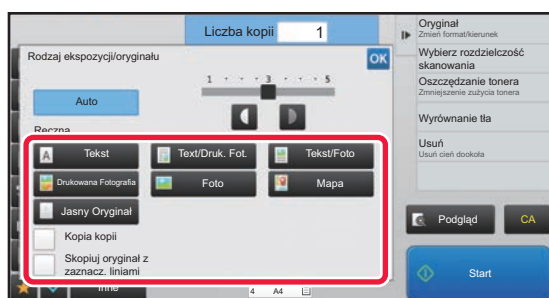 Liczba kopii 1
Rodzaj ekspozycji/oryginału
OK
1 3 5
Auto
Ręczna
Tekst
Text/Druk. Fot.
Tekst/Foto
Drukowana Fotografia
Foto
Mapa
Jasny Oryginał
Kopia kopii
Skopiuj oryginał z
zaznacz. liniami
Inne
4 A4
Oryginał
Zmień format/kierunek
Wybierz rozdzielczość
skanowania
Oszczędzanie tonera
Zmniejszenie zużycia tonera
Wyrównanie tła
Usuń
Usuń cień dookoła
Podgląd
CA
Start